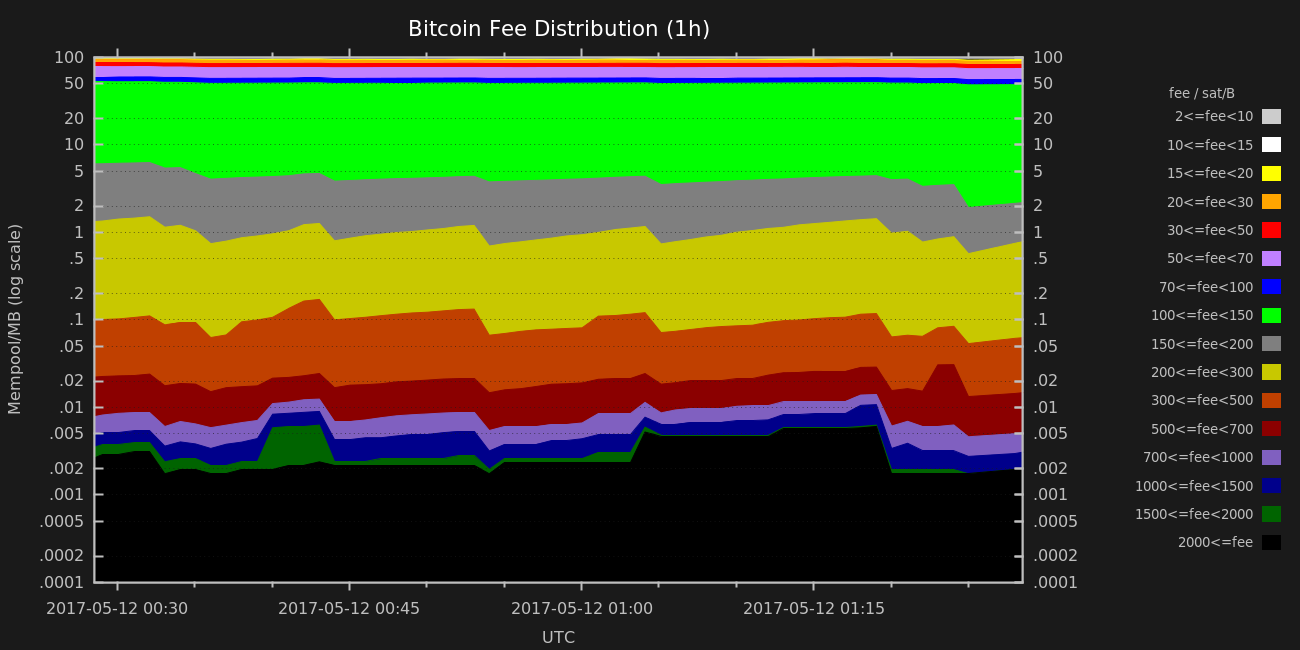 Bitcoin Fee Distribution (1h)
100 100
50 50
20 20
10 10
5 5
2 2
1 1
.5 .5
.2 .2
.1 .1
.05 .05
.02 .02
.01 .01
.005 .005
.002 .002
.001 .001
.0005 .0005
.0002 .0002
.0001 .0001
Mempool/MB (log scale)
2017-05-12 00:30 2017-05-12 00:45 2017-05-12 01:00 2017-05-12 01:15
UTC
fee / sat/B
2<=fee<10
10<=fee<15
15<=fee<20
20<=fee<30
30<=fee<50
50<=fee<70
70<=fee<100
100<=fee<150
150<=fee<200
200<=fee<300
300<=fee<500
500<=fee<700
700<=fee<1000
1000<=fee<1500
1500<=fee<2000
2000<=fee